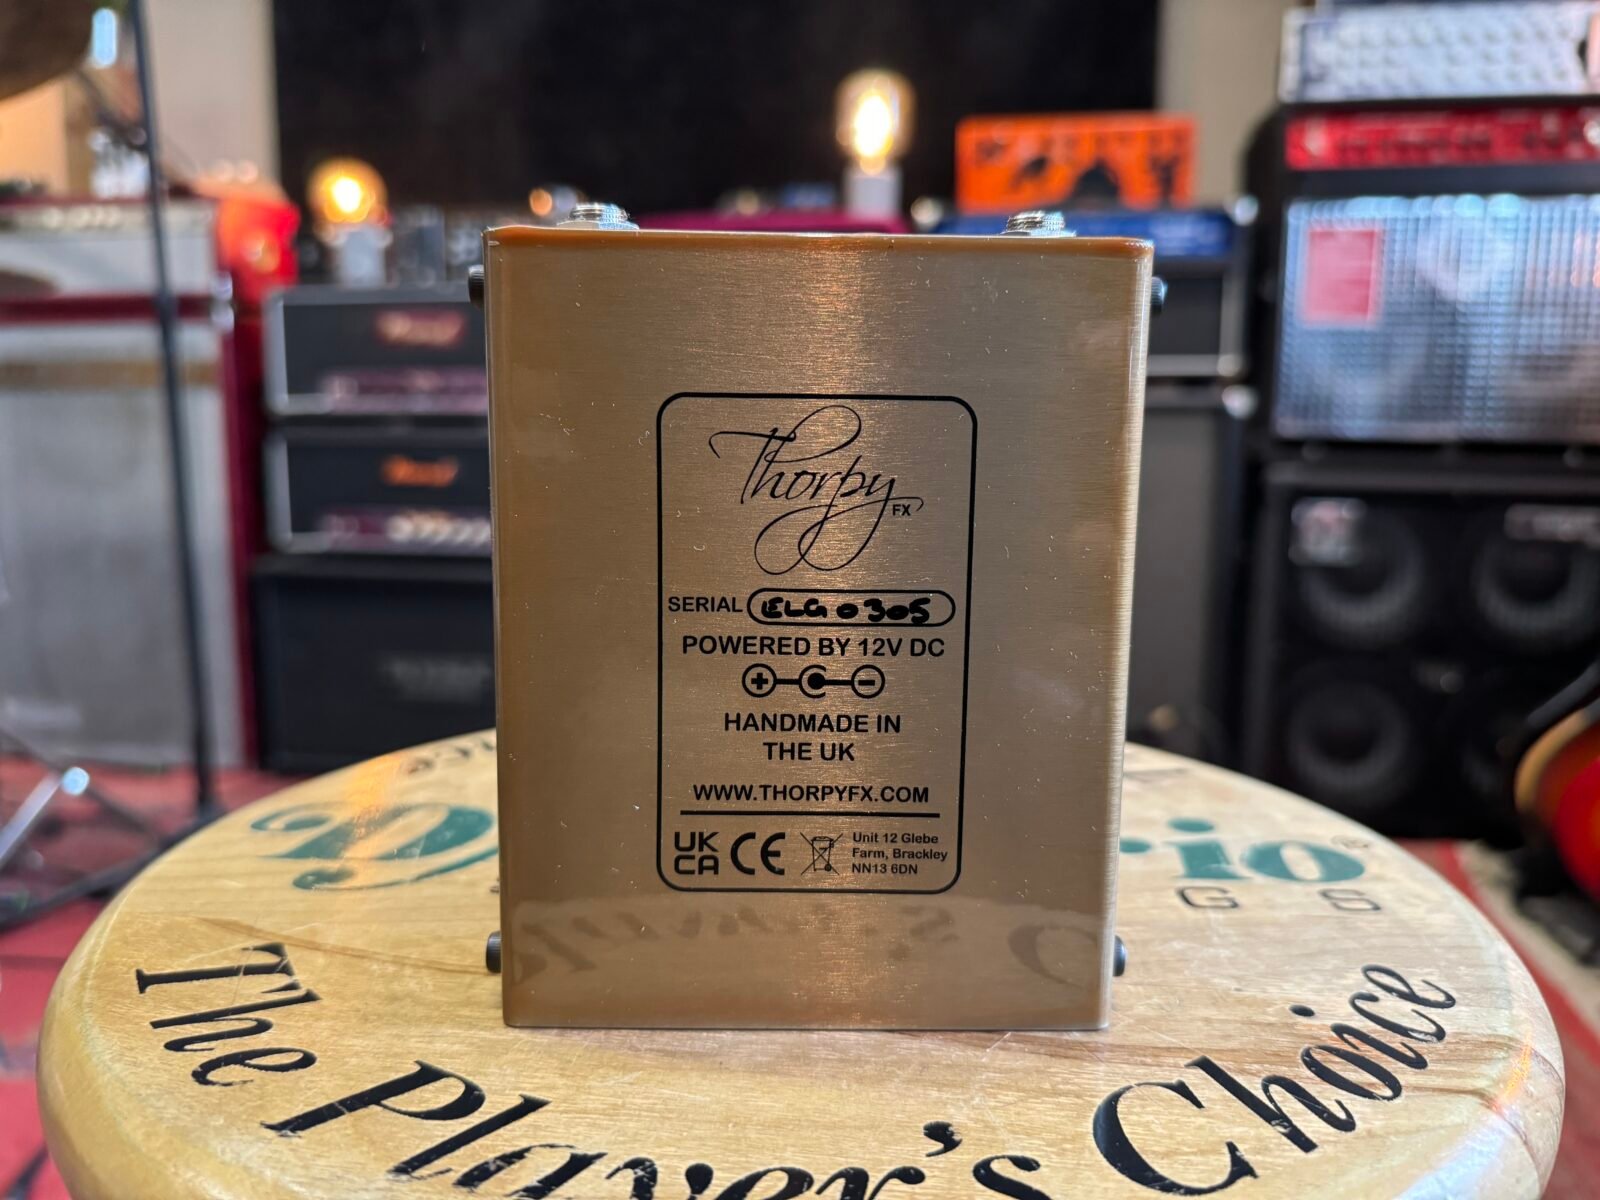 Thorpy
FX
SERIAL ELG0305
POWERED BY 12V DC
HANDMADE IN
THE UK
WWW.THORPYFX.COM
UK
CA
CE
Unit 12 Glebe
Farm, Brackley
NN13 6DN
The Player's Choice